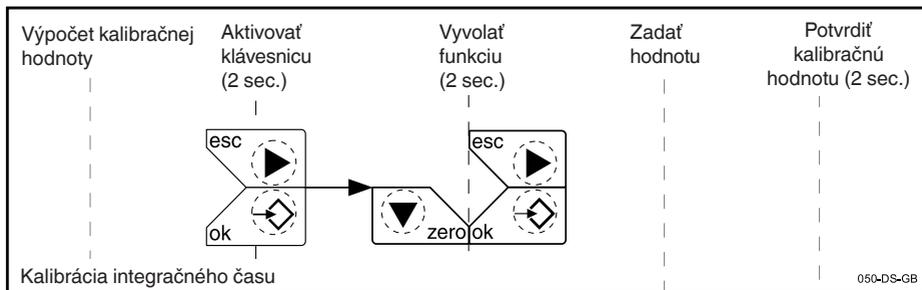 Výpočet kalibračnej
hodnoty
Aktivovať
klávesnicu
(2 sec.)
Vyvolať
funkciu
(2 sec.)
Zadať
hodnotu
Potvrdiť
kalibračnú
hodnotu (2 sec.)
esc
ok
esc
zero
ok
Kalibrácia integračného času
050-DS-GB